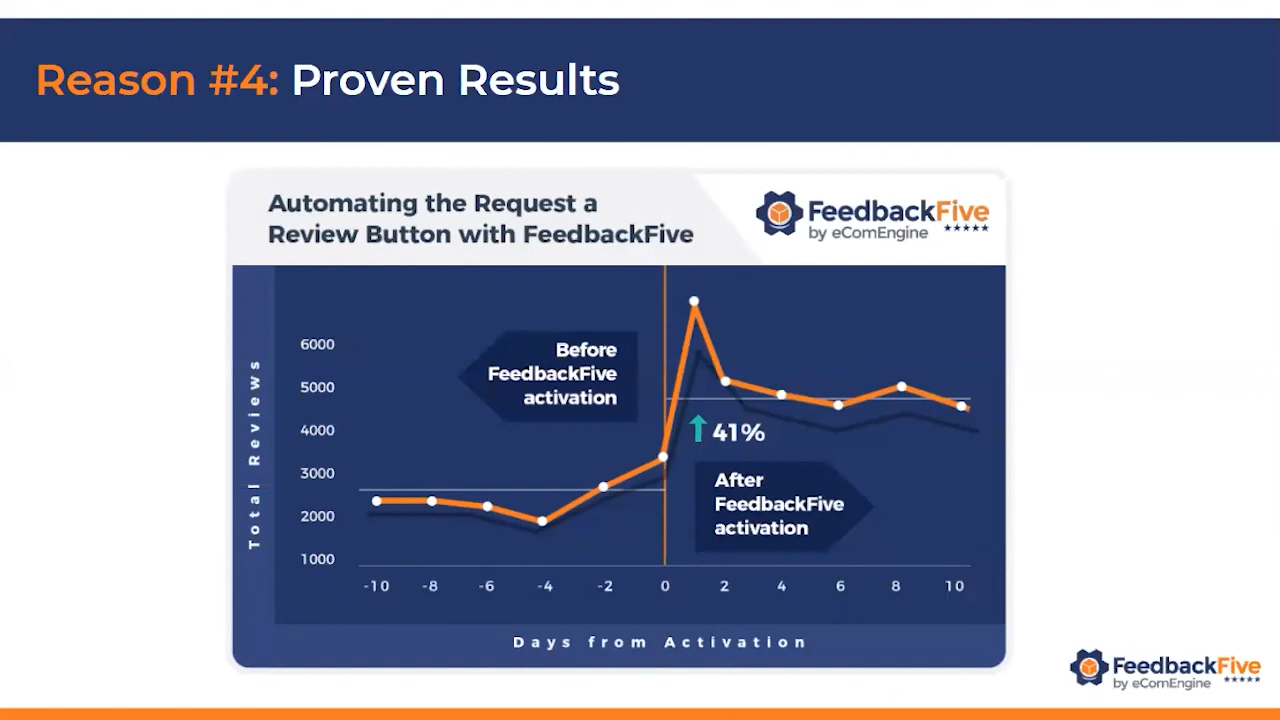 Reason #4: Proven Results
Automating the Request a
Review Button with FeedbackFive
FeedbackFive
by eComEngine
Total Reviews
6000
5000
4000
3000
2000
1000
Before
FeedbackFive
activation
41%
After
FeedbackFive
activation
-10 -8 -6 -4 -2 0 2 4 6 8 10
Days from Activation
FeedbackFive
by eComEngine